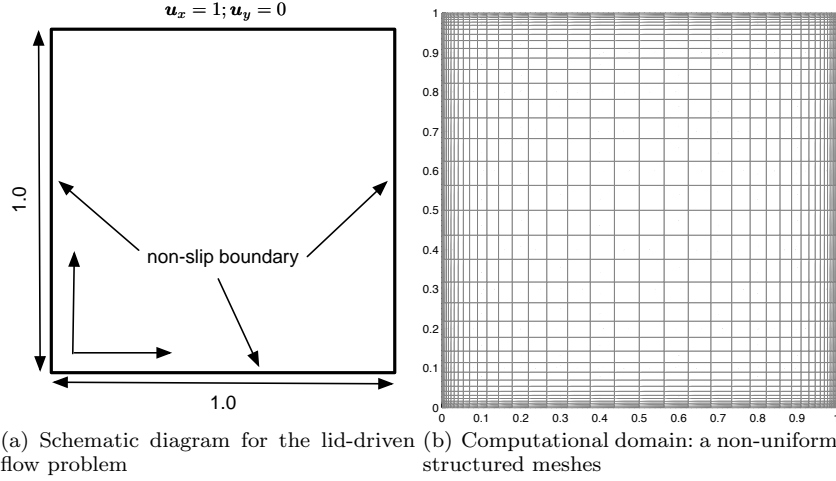 u_x = 1; u_y = 0
1.0
non-slip boundary
1.0
1
0.9
0.8
0.7
0.6
0.5
0.4
0.3
0.2
0.1
0
0 0.1 0.2 0.3 0.4 0.5 0.6 0.7 0.8 0.9
(a) Schematic diagram for the lid-driven
flow problem
(b) Computational domain: a non-uniform
structured meshes